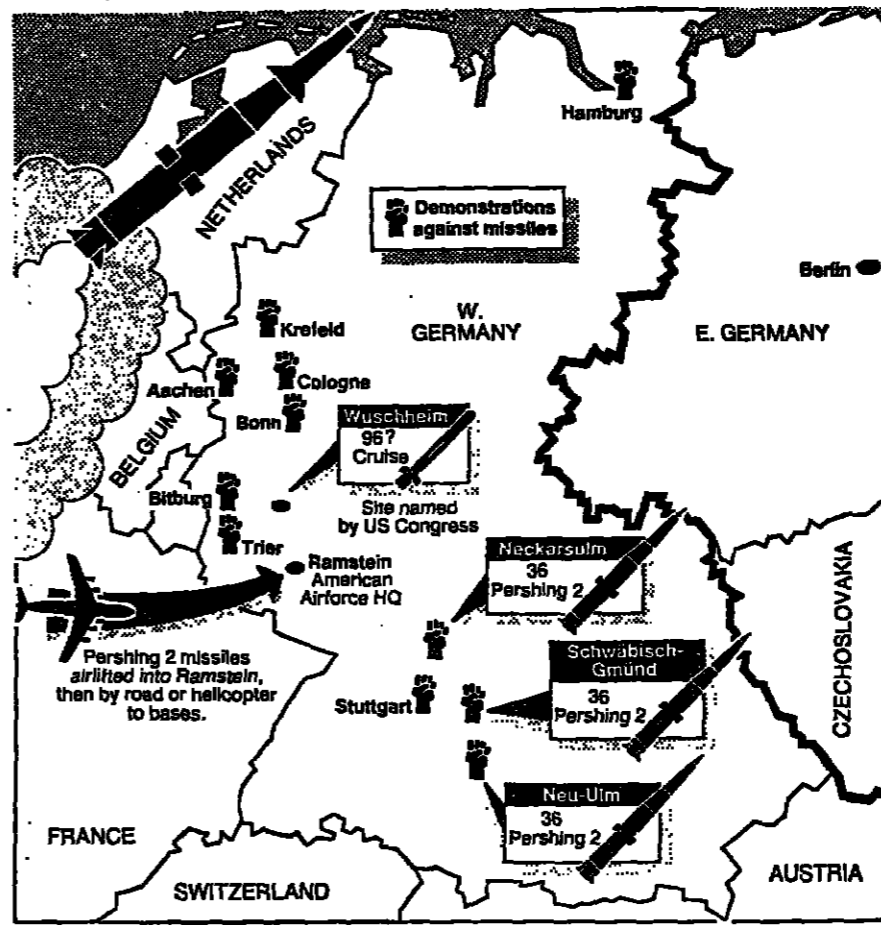 Hamburg
NETHERLANDS
Demonstrations
against missiles
Berlin
Krefeld
W.
GERMANY
E. GERMANY
Aachen
Cologne
Bonn
BELGIUM
Wuschheim
96?
Cruise
Site named
by US Congress
Bitburg
Trier
Ramstein
American
Airforce HQ
Neckarsulm
36
Pershing 2
CZECHOSLOVAKIA
Pershing 2 missiles
airlifted into Ramstein,
then by road or helicopter
to bases.
Schwäbisch-
Gmünd
36
Pershing 2
Stuttgart
Neu-Ulm
36
Pershing 2
FRANCE
SWITZERLAND
AUSTRIA